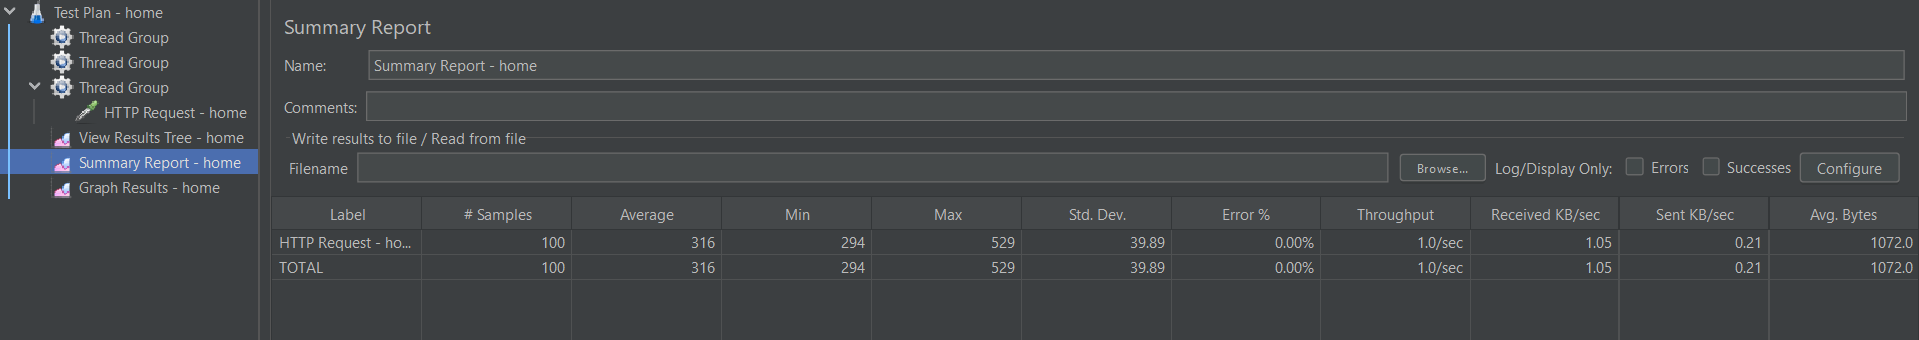 Test Plan - home
Thread Group
Thread Group
Thread Group
HTTP Request - home
View Results Tree - home
Summary Report - home
Graph Results - home
Summary Report
Name: Summary Report - home
Comments:
Write results to file / Read from file
Filename Browse... Log/Display Only: Errors Successes Configure
Label # Samples Average Min Max Std. Dev. Error % Throughput Received KB/sec Sent KB/sec Avg. Bytes
HTTP Request - ho... 100 316 294 529 39.89 0.00% 1.0/sec 1.05 0.21 1072.0
TOTAL 100 316 294 529 39.89 0.00% 1.0/sec 1.05 0.21 1072.0